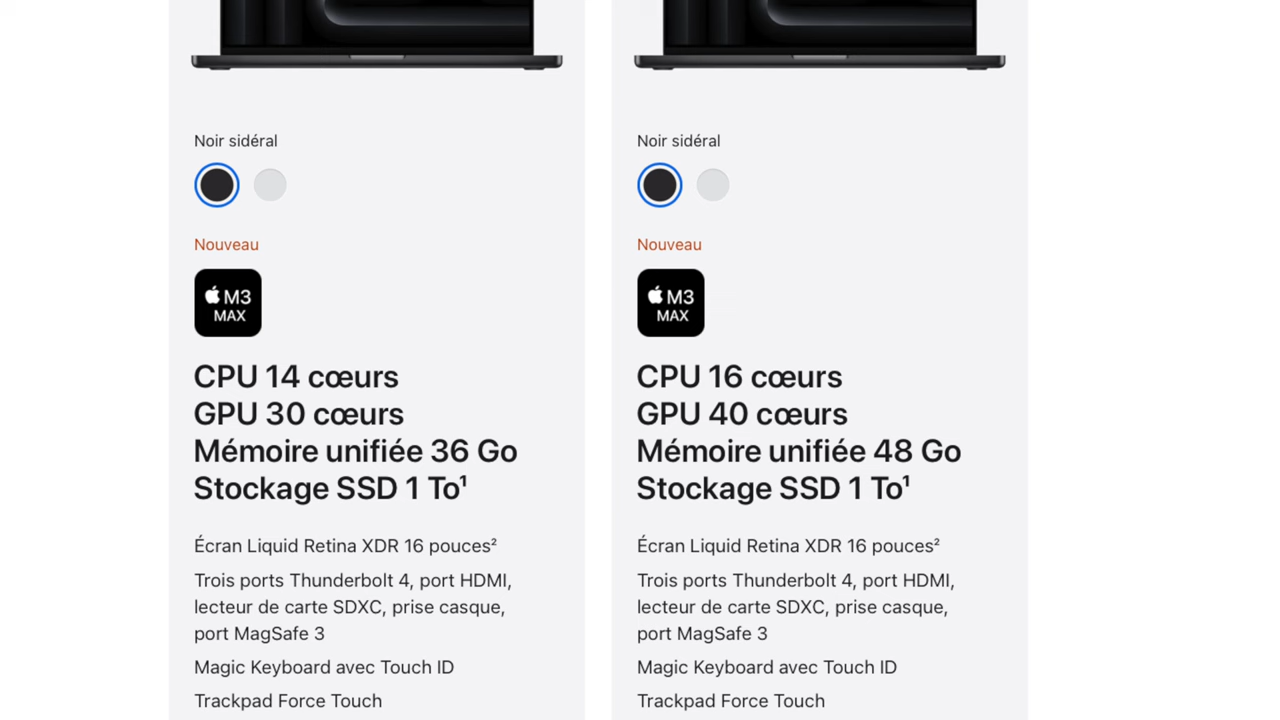 Noir sidéral
Nouveau
M3
MAX
CPU 14 cœurs
GPU 30 cœurs
Mémoire unifiée 36 Go
Stockage SSD 1 To¹
Écran Liquid Retina XDR 16 pouces²
Trois ports Thunderbolt 4, port HDMI,
lecteur de carte SDXC, prise casque,
port MagSafe 3
Magic Keyboard avec Touch ID
Trackpad Force Touch
Noir sidéral
Nouveau
M3
MAX
CPU 16 cœurs
GPU 40 cœurs
Mémoire unifiée 48 Go
Stockage SSD 1 To¹
Écran Liquid Retina XDR 16 pouces²
Trois ports Thunderbolt 4, port HDMI,
lecteur de carte SDXC, prise casque,
port MagSafe 3
Magic Keyboard avec Touch ID
Trackpad Force Touch